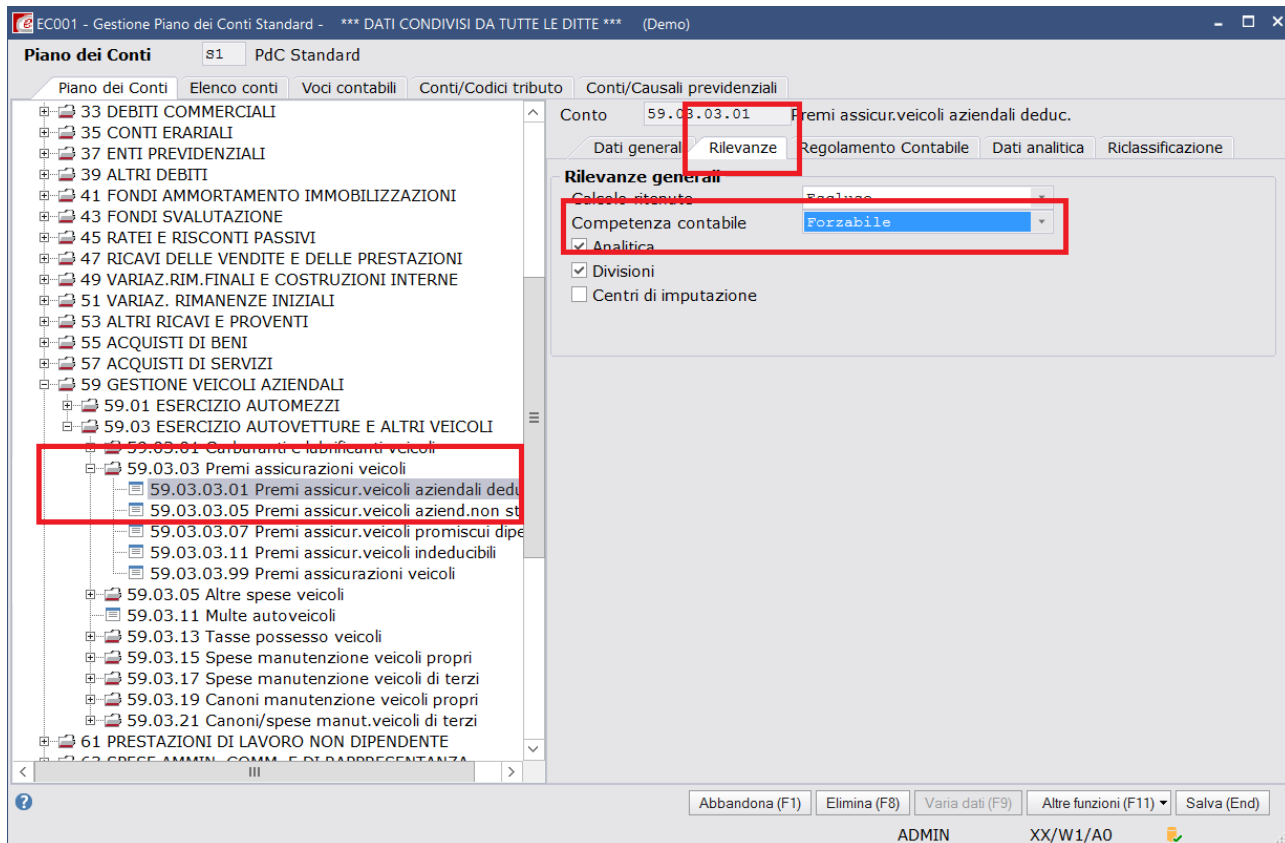 EC001 - Gestione Piano dei Conti Standard - *** DATI CONDIVISI DA TUTTE LE DITTE *** (Demo)
Piano dei Conti S1 PdC Standard
Piano dei Conti Elenco conti Voci contabili Conti/Codici tributo Conti/Causali previdenziali
33 DEBITI COMMERCIALI
35 CONTI ERARIALI
37 ENTI PREVIDENZIALI
39 ALTRI DEBITI
41 FONDI AMMORTAMENTO IMMOBILIZZAZIONI
43 FONDI SVALUTAZIONE
45 RATEI E RISCONTI PASSIVI
47 RICAVI DELLE VENDITE E DELLE PRESTAZIONI
49 VARIAZ.RIM.FINALI E COSTRUZIONI INTERNE
51 VARIAZ. RIMANENZE INIZIALI
53 ALTRI RICAVI E PROVENTI
55 ACQUISTI DI BENI
57 ACQUISTI DI SERVIZI
59 GESTIONE VEICOLI AZIENDALI
59.01 ESERCIZIO AUTOMEZZI
59.03 ESERCIZIO AUTOVETTURE E ALTRI VEICOLI
59.03.01 Carburanti e lubrificanti veicoli
59.03.03 Premi assicurazioni veicoli
59.03.03.01 Premi assicur.veicoli aziendali dedu
59.03.03.05 Premi assicur.veicoli aziend.non st
59.03.03.07 Premi assicur.veicoli promiscui dipe
59.03.03.11 Premi assicur.veicoli indeducibili
59.03.03.99 Premi assicurazioni veicoli
59.03.05 Altre spese veicoli
59.03.11 Multe autoveicoli
59.03.13 Tasse possesso veicoli
59.03.15 Spese manutenzione veicoli propri
59.03.17 Spese manutenzione veicoli di terzi
59.03.19 Canoni manutenzione veicoli propri
59.03.21 Canoni/spese manut.veicoli di terzi
61 PRESTAZIONI DI LAVORO NON DIPENDENTE
63 SPESE AMMIN. COMM. E DI RAPPRESENTANZA
Conto 59.03.03.01 Premi assicur.veicoli aziendali deduc.
Dati generali Rilevanze Regolamento Contabile Dati analitica Riclassificazione
Rilevanze generali
Calcolo ritenute Escluso
Competenza contabile Forzabile
Analitica
Divisioni
Centri di imputazione
Abbandona (F1) Elimina (F8) Varia dati (F9) Altre funzioni (F11) Salva (End)
ADMIN XX/W1/A0